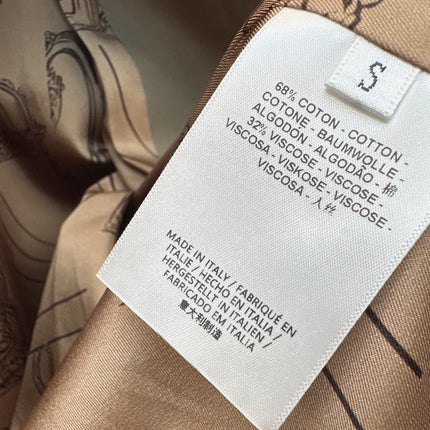 S
68% COTON - COTTON -
COTONE - BAUMWOLLE -
ALGODÓN - ALGODÃO - 棉
32% VISCOSE - VISCOSE -
VISCOSA - VISKOSE - VISCOSE -
VISCOSA - 人丝
MADE IN ITALY / FABRIQUÉ EN
ITALIE / HECHO EN ITALIA /
HERGESTELLT IN ITALIEN /
FABRICADO EM ITALIA
意大利制造